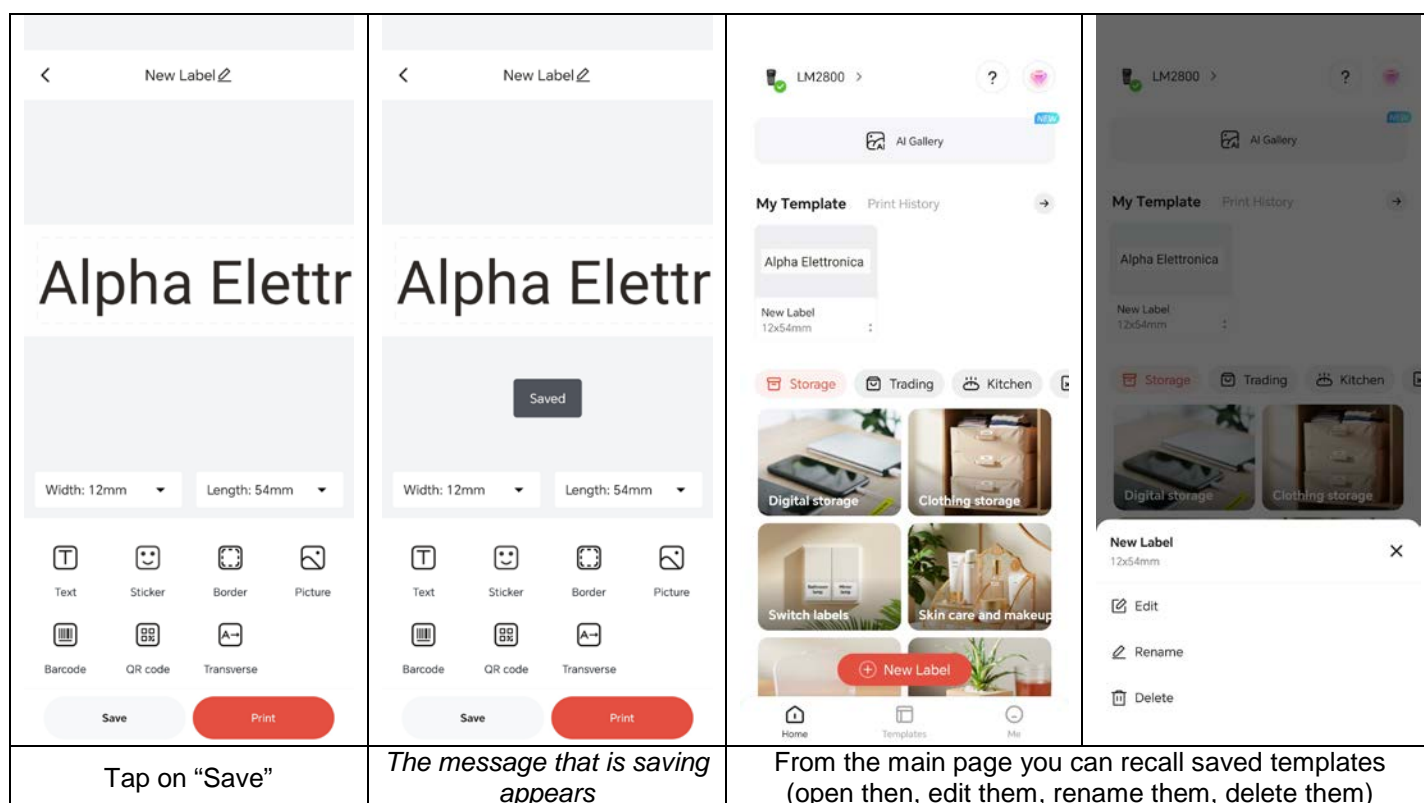 New Label
Alpha Elettr
Width: 12mm
Length: 54mm
Text
Sticker
Border
Picture
Barcode
QR code
Transverse
Save
Print
Tap on “Save”
New Label
Alpha Elettr
Saved
Width: 12mm
Length: 54mm
Text
Sticker
Border
Picture
Barcode
QR code
Transverse
Save
Print
The message that is saving
appears
LM2800 >
?
NEW
AI Gallery
My Template
Print History
Alpha Elettronica
New Label
12x54mm
Storage
Trading
Kitchen
Digital storage
Clothing storage
Switch labels
Skin care and makeup
New Label
Home
Templates
Me
LM2800 >
?
NEW
AI Gallery
My Template
Print History
Alpha Elettronica
New Label
12x54mm
Storage
Trading
Kitchen
Digital storage
Clothing storage
New Label
12x54mm
Edit
Rename
Delete
From the main page you can recall saved templates
(open then, edit them, rename them, delete them)